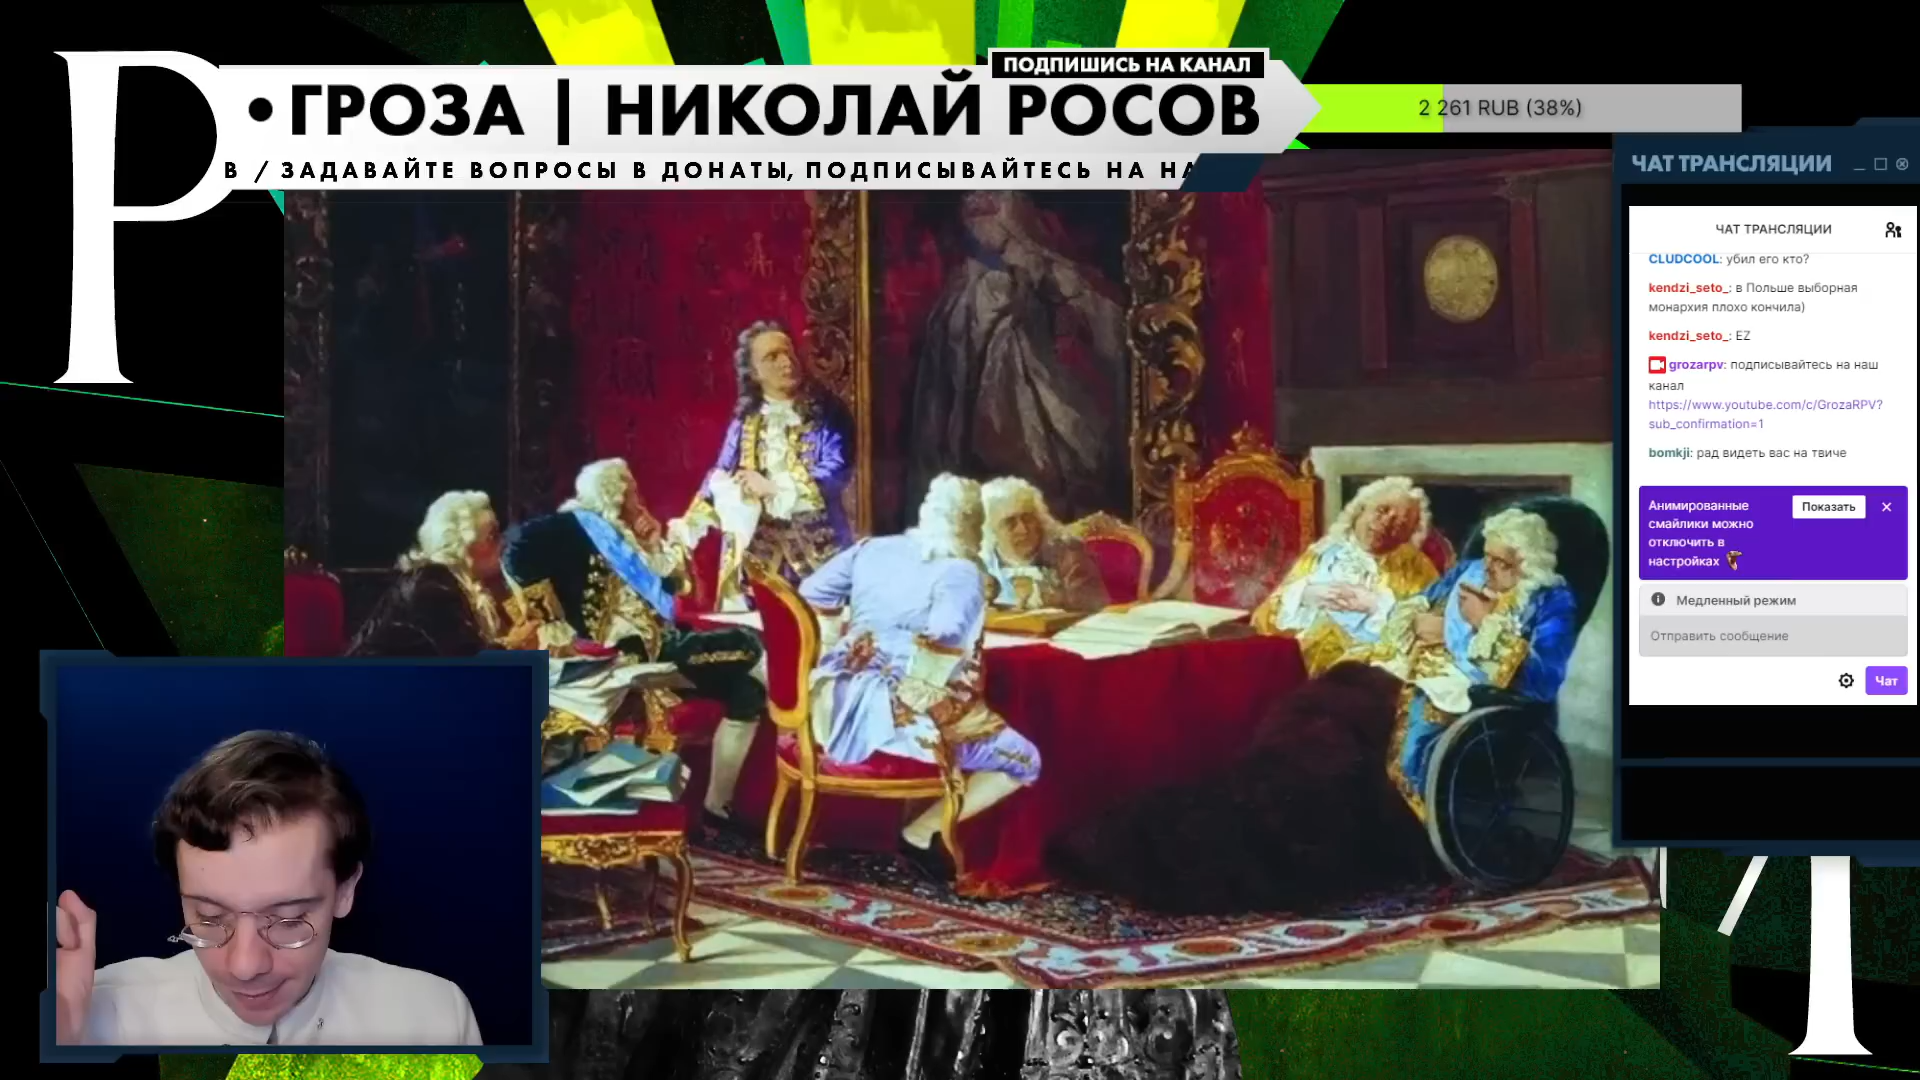 Р
ПОДПИШИСЬ НА КАНАЛ
• ГРОЗА | НИКОЛАЙ РОСОВ
В / ЗАДАВАЙТЕ ВОПРОСЫ В ДОНАТЫ, ПОДПИСЫВАЙТЕСЬ НА НА
2 261 RUB (38%)
ЧАТ ТРАНСЛЯЦИИ
ЧАТ ТРАНСЛЯЦИИ
CLUDCOOL: убил его кто?
kendzi_seto_: в Польше выборная
монархия плохо кончила)
kendzi_seto_: EZ
grozarpv: подписывайтесь на наш
канал
https://www.youtube.com/c/GrozaRPV?
sub_confirmation=1
bomkji: рад видеть вас на твиче
Анимированные
смайлики можно
отключить в
настройках
Показать
Медленный режим
Отправить сообщение
Чат